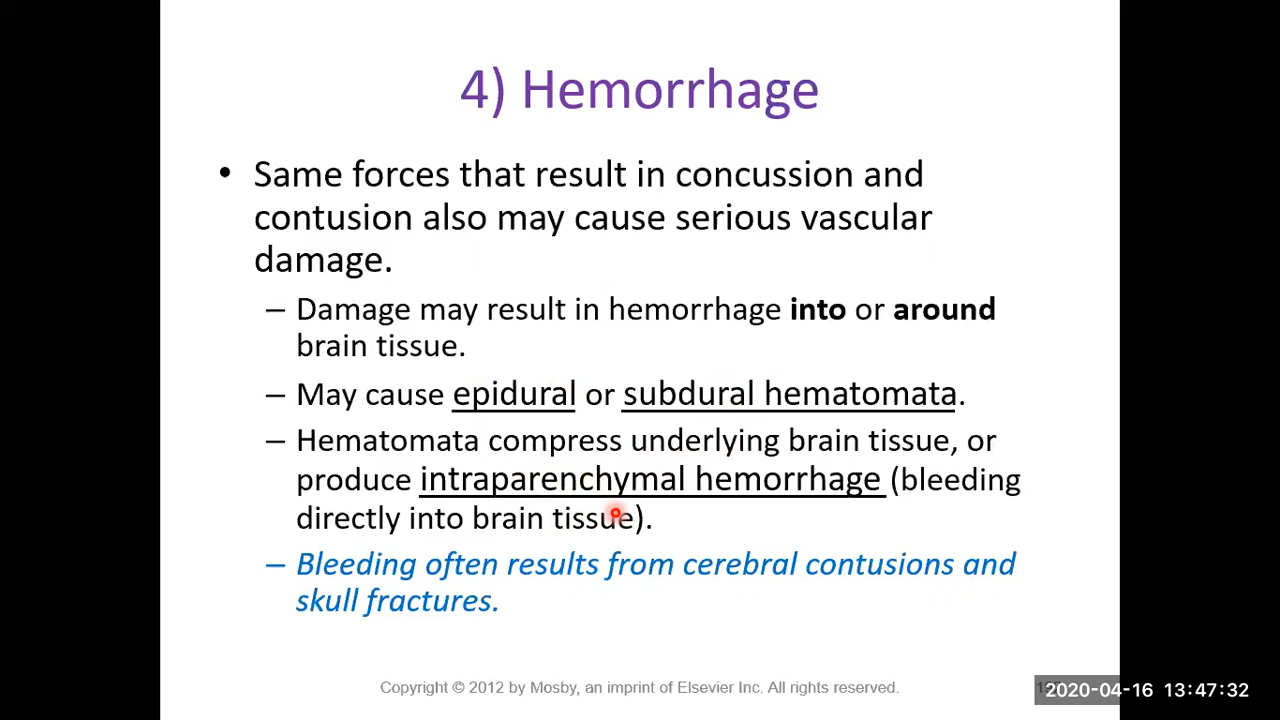 4) Hemorrhage
• Same forces that result in concussion and
contusion also may cause serious vascular
damage.
– Damage may result in hemorrhage into or around
brain tissue.
– May cause epidural or subdural hematomata.
– Hematomata compress underlying brain tissue, or
produce intraparenchymal hemorrhage (bleeding
directly into brain tissue).
– Bleeding often results from cerebral contusions and
skull fractures.
Copyright © 2012 by Mosby, an imprint of Elsevier Inc. All rights reserved.
2020-04-16 13:47:32